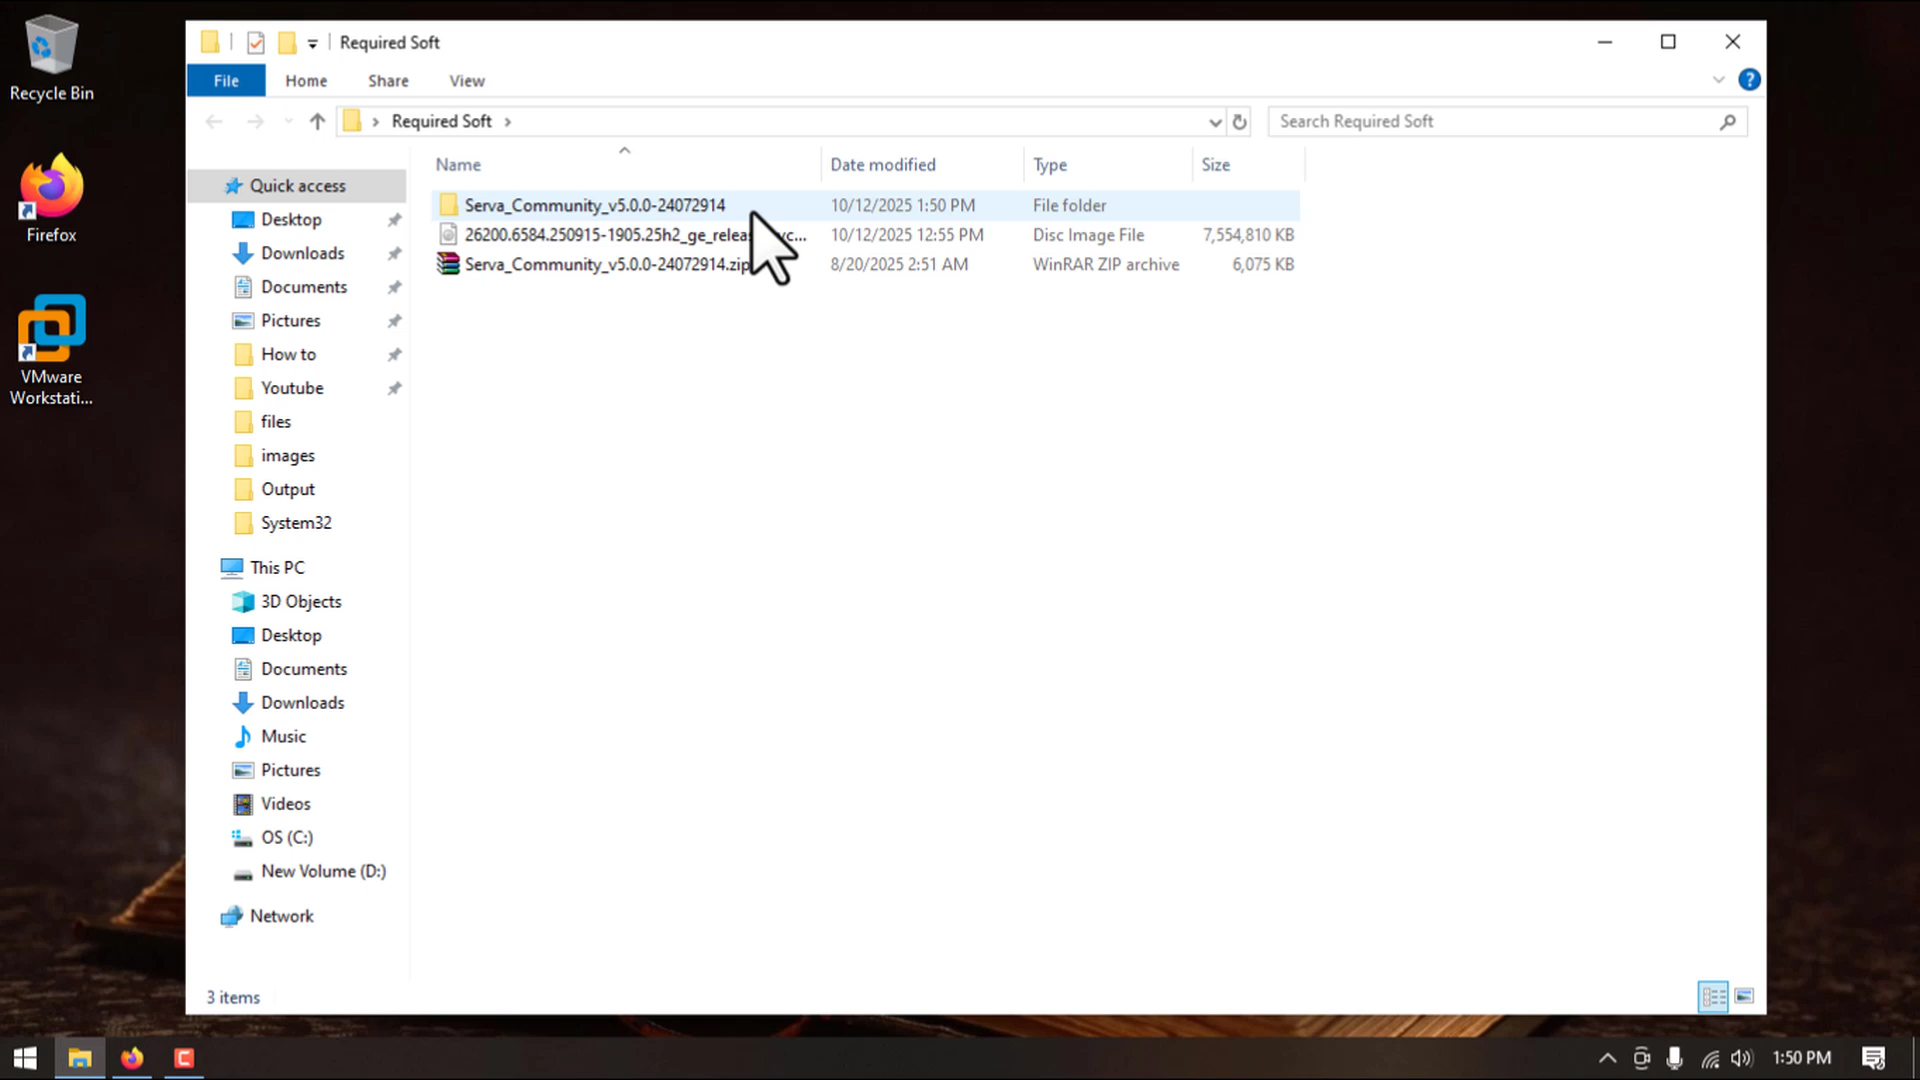 Recycle Bin
Firefox
VMware
Workstati...
Required Soft
File
Home
Share
View
Required Soft
Search Required Soft
Name
Date modified
Type
Size
Serva_Community_v5.0.0-24072914
10/12/2025 1:50 PM
File folder
26200.6584.250915-1905.25h2_ge_releas
10/12/2025 12:55 PM
Disc Image File
7,554,810 KB
Serva_Community_v5.0.0-24072914.zip
8/20/2025 2:51 AM
WinRAR ZIP archive
6,075 KB
Quick access
Desktop
Downloads
Documents
Pictures
How to
Youtube
files
images
Output
System32
This PC
3D Objects
Desktop
Documents
Downloads
Music
Pictures
Videos
OS (C:)
New Volume (D:)
Network
3 items
1:50 PM